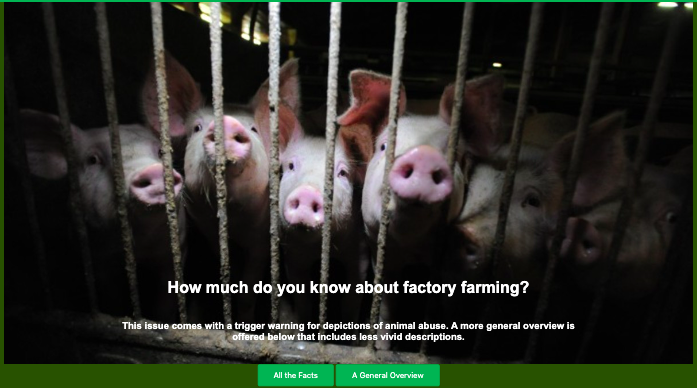 How much do you know about factory farming?
This issue comes with a trigger warning for depictions of animal abuse. A more general overview is
offered below that includes less vivid descriptions.
All the Facts
A General Overview